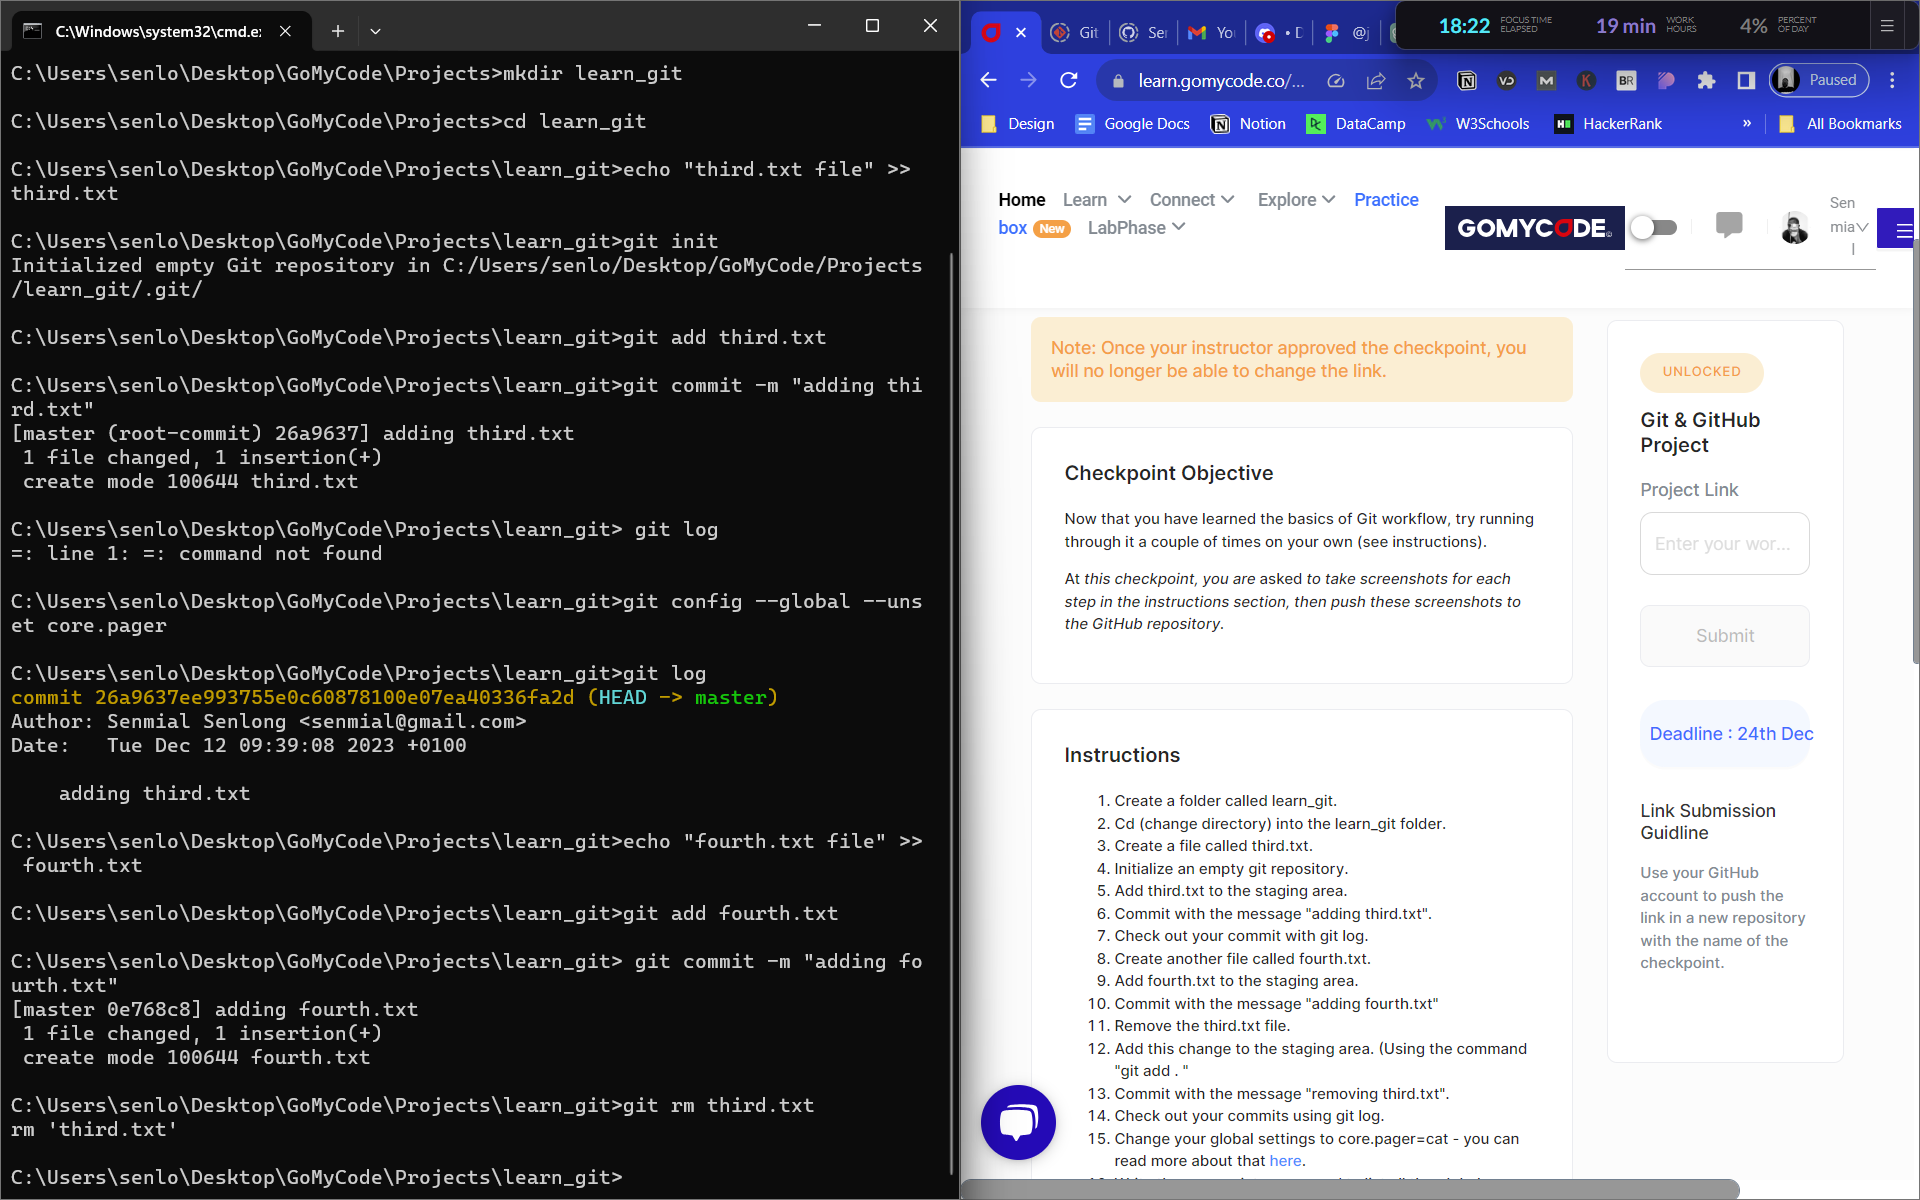 C:\Windows\system32\cmd.e
C:\Users\senlo\Desktop\GoMyCode\Projects>mkdir learn_git
C:\Users\senlo\Desktop\GoMyCode\Projects>cd learn_git
C:\Users\senlo\Desktop\GoMyCode\Projects\learn_git>echo "third.txt file" >>
third.txt
C:\Users\senlo\Desktop\GoMyCode\Projects\learn_git>git init
Initialized empty Git repository in C:/Users/senlo/Desktop/GoMyCode/Projects
/learn_git/.git/
C:\Users\senlo\Desktop\GoMyCode\Projects\learn_git>git add third.txt
C:\Users\senlo\Desktop\GoMyCode\Projects\learn_git>git commit -m "adding thi
rd.txt"
[master (root-commit) 26a9637] adding third.txt
1 file changed, 1 insertion(+)
create mode 100644 third.txt
C:\Users\senlo\Desktop\GoMyCode\Projects\learn_git> git log
=: line 1: =: command not found
C:\Users\senlo\Desktop\GoMyCode\Projects\learn_git>git config --global --uns
et core.pager
C:\Users\senlo\Desktop\GoMyCode\Projects\learn_git>git log
commit 26a9637ee993755e0c60878100e07ea40336fa2d (HEAD -> master)
Author: Senmial Senlong <senmial@gmail.com>
Date:   Tue Dec 12 09:39:08 2023 +0100
adding third.txt
C:\Users\senlo\Desktop\GoMyCode\Projects\learn_git>echo "fourth.txt file" >>
fourth.txt
C:\Users\senlo\Desktop\GoMyCode\Projects\learn_git>git add fourth.txt
C:\Users\senlo\Desktop\GoMyCode\Projects\learn_git> git commit -m "adding fo
urth.txt"
[master 0e768c8] adding fourth.txt
1 file changed, 1 insertion(+)
create mode 100644 fourth.txt
C:\Users\senlo\Desktop\GoMyCode\Projects\learn_git>git rm third.txt
rm 'third.txt'
C:\Users\senlo\Desktop\GoMyCode\Projects\learn_git>
Git Ser Yo • D @j
18:22 FOCUS TIME ELAPSED 19 min WORK HOURS 4% PERCENT OF DAY
learn.gomycode.co/... Paused
Design Google Docs Notion DataCamp W3Schools HackerRank » All Bookmarks
Home Learn Connect Explore Practice
box New LabPhase
GOMYCODE
Sen
mia
l
Note: Once your instructor approved the checkpoint, you
will no longer be able to change the link.
Checkpoint Objective
Now that you have learned the basics of Git workflow, try running
through it a couple of times on your own (see instructions).
At this checkpoint, you are asked to take screenshots for each
step in the instructions section, then push these screenshots to
the GitHub repository.
Instructions
1. Create a folder called learn_git.
2. Cd (change directory) into the learn_git folder.
3. Create a file called third.txt.
4. Initialize an empty git repository.
5. Add third.txt to the staging area.
6. Commit with the message "adding third.txt".
7. Check out your commit with git log.
8. Create another file called fourth.txt.
9. Add fourth.txt to the staging area.
10. Commit with the message "adding fourth.txt"
11. Remove the third.txt file.
12. Add this change to the staging area. (Using the command
"git add . "
13. Commit with the message "removing third.txt".
14. Check out your commits using git log.
15. Change your global settings to core.pager=cat - you can
read more about that here.
UNLOCKED
Git & GitHub
Project
Project Link
Enter your wor...
Submit
Deadline : 24th Dec
Link Submission
Guidline
Use your GitHub
account to push the
link in a new repository
with the name of the
checkpoint.